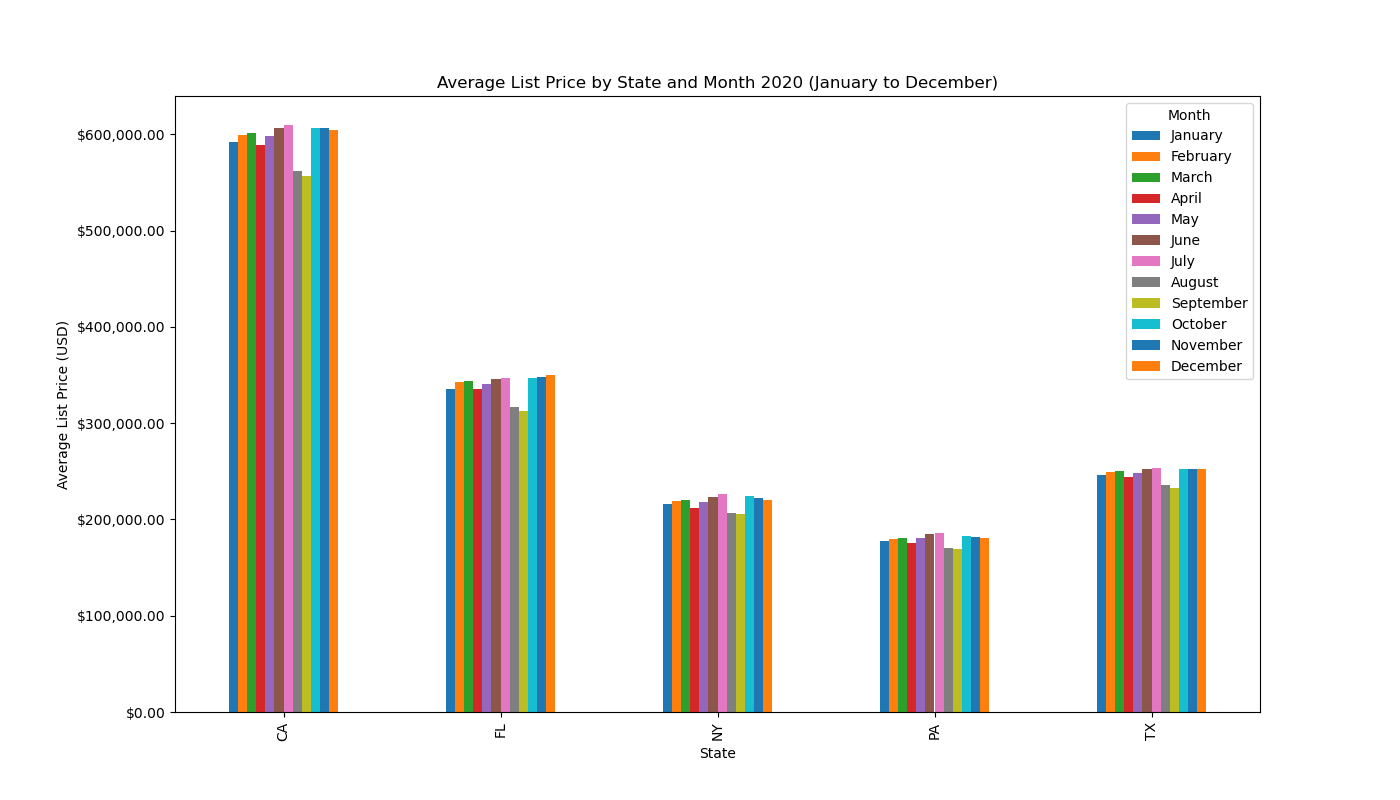 Average List Price by State and Month 2020 (January to December)
Average List Price (USD)
$600,000.00
$500,000.00
$400,000.00
$300,000.00
$200,000.00
$100,000.00
$0.00
Month
January
February
March
April
May
June
July
August
September
October
November
December
CA
FL
NY
PA
TX
State